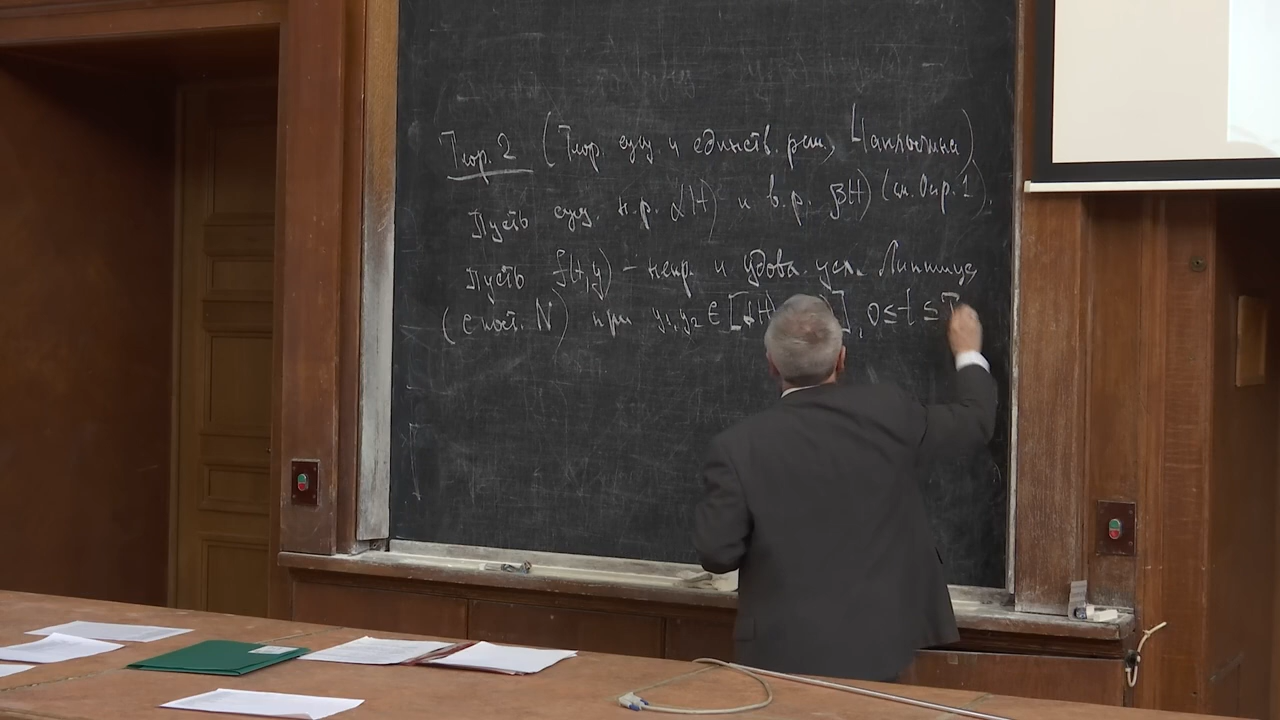 Теор. 2 (Теор. сущ. и единств. реш, Чаплыгина)
Пусть сущ. н.р. α(t) и в.р. β(t) (см. Опр. 1).
Пусть f(t,y) – непр. и удовл. усл. Липшица
(с пост. N) при y₁,y₂ ∈ [α(t) ], 0 ≤ t ≤ T